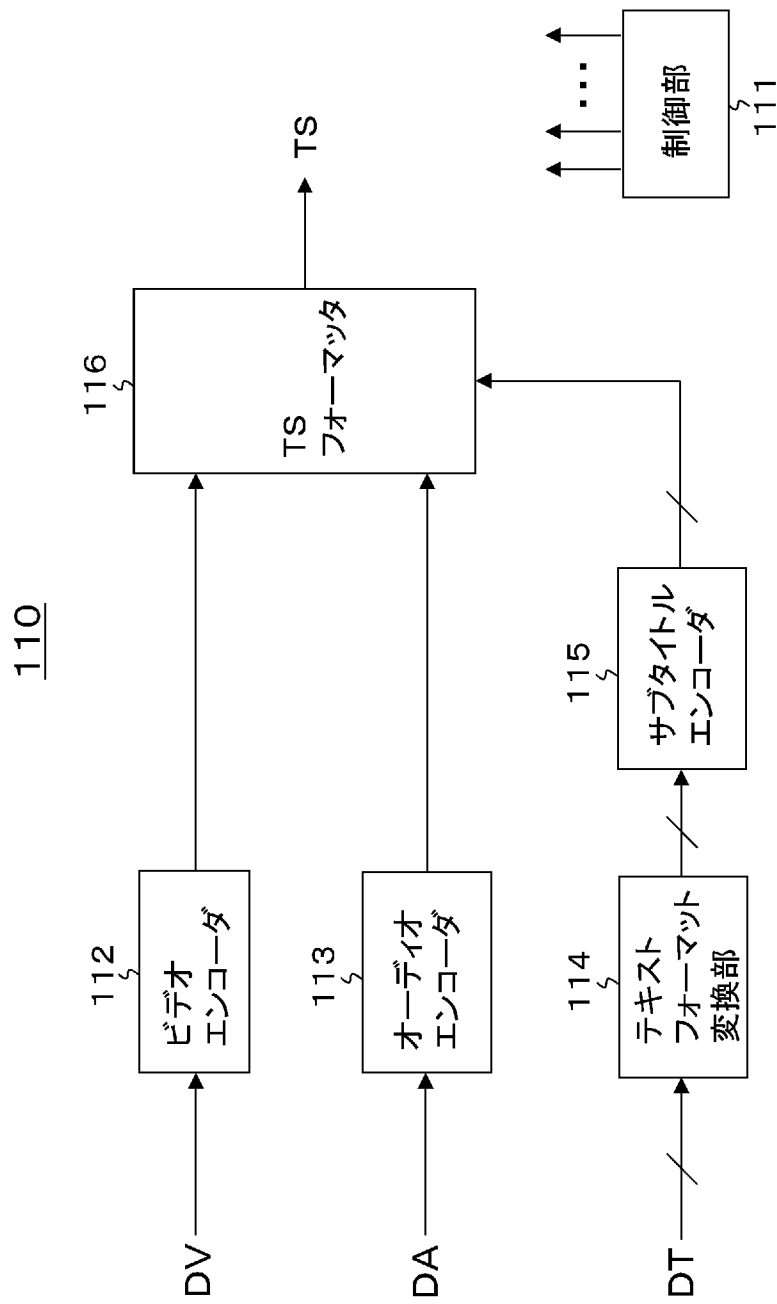 110
DV
112
ビデオ
エンコーダ
DA
113
オーディオ
エンコーダ
DT
114
テキスト
フォーマット
変換部
115
サブタイトル
エンコーダ
116
TS
フォーマッタ
TS
制御部
111